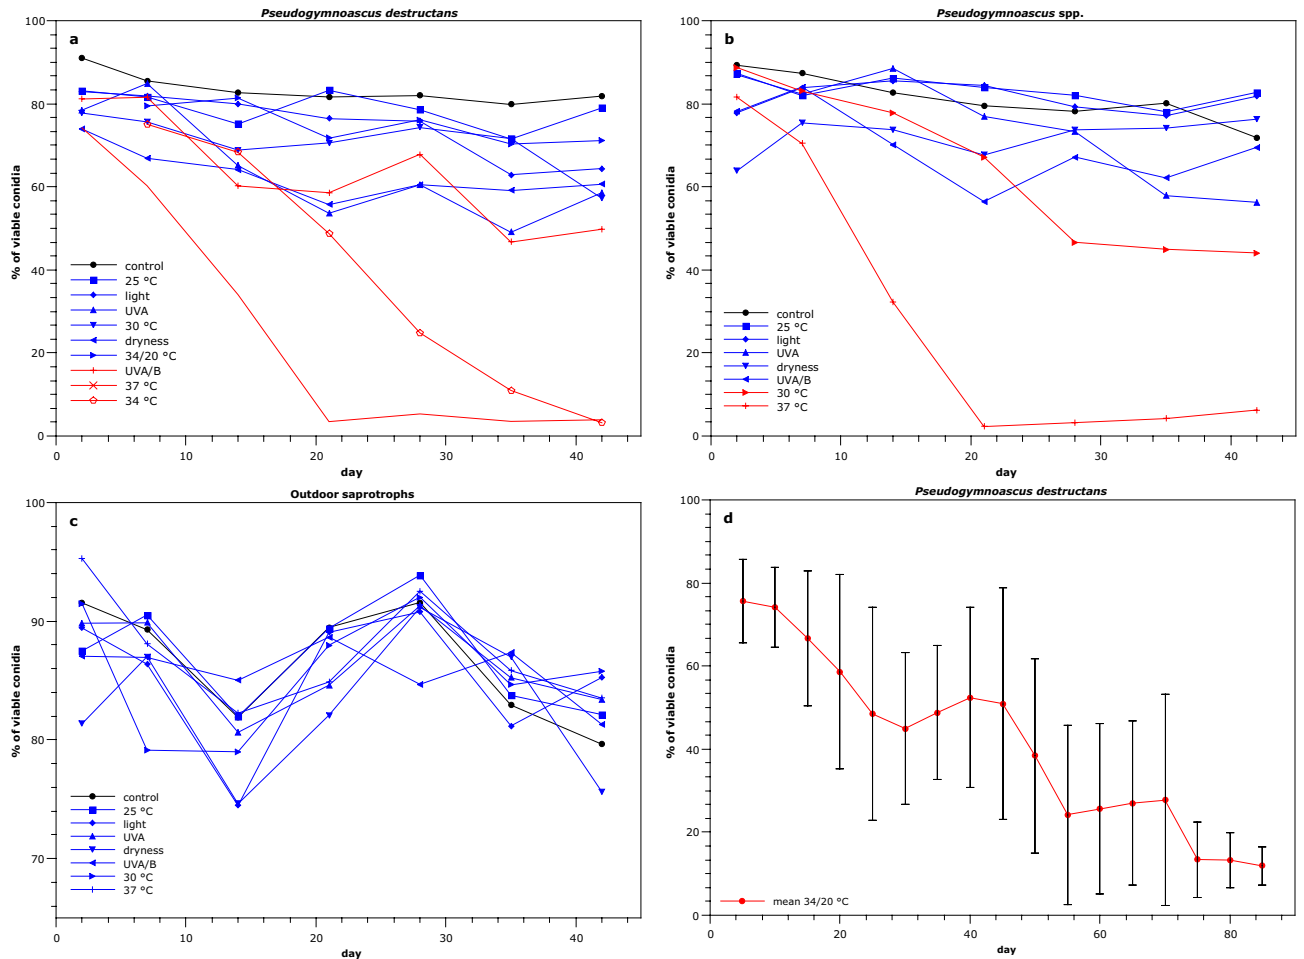 Pseudogymnoascus destructans
a
100
80
60
40
20
0
% of viable conidia
control
25 °C
light
UVA
30 °C
dryness
34/20 °C
UVA/B
37 °C
34 °C
0 10 20 30 40
day
Pseudogymnoascus spp.
b
100
80
60
40
20
0
% of viable conidia
control
25 °C
light
UVA
dryness
UVA/B
30 °C
37 °C
0 10 20 30 40
day
Outdoor saprotrophs
c
100
90
80
70
% of viable conidia
control
25 °C
light
UVA
dryness
UVA/B
30 °C
37 °C
0 10 20 30 40
day
Pseudogymnoascus destructans
d
100
80
60
40
20
0
% of viable conidia
mean 34/20 °C
0 20 40 60 80
day